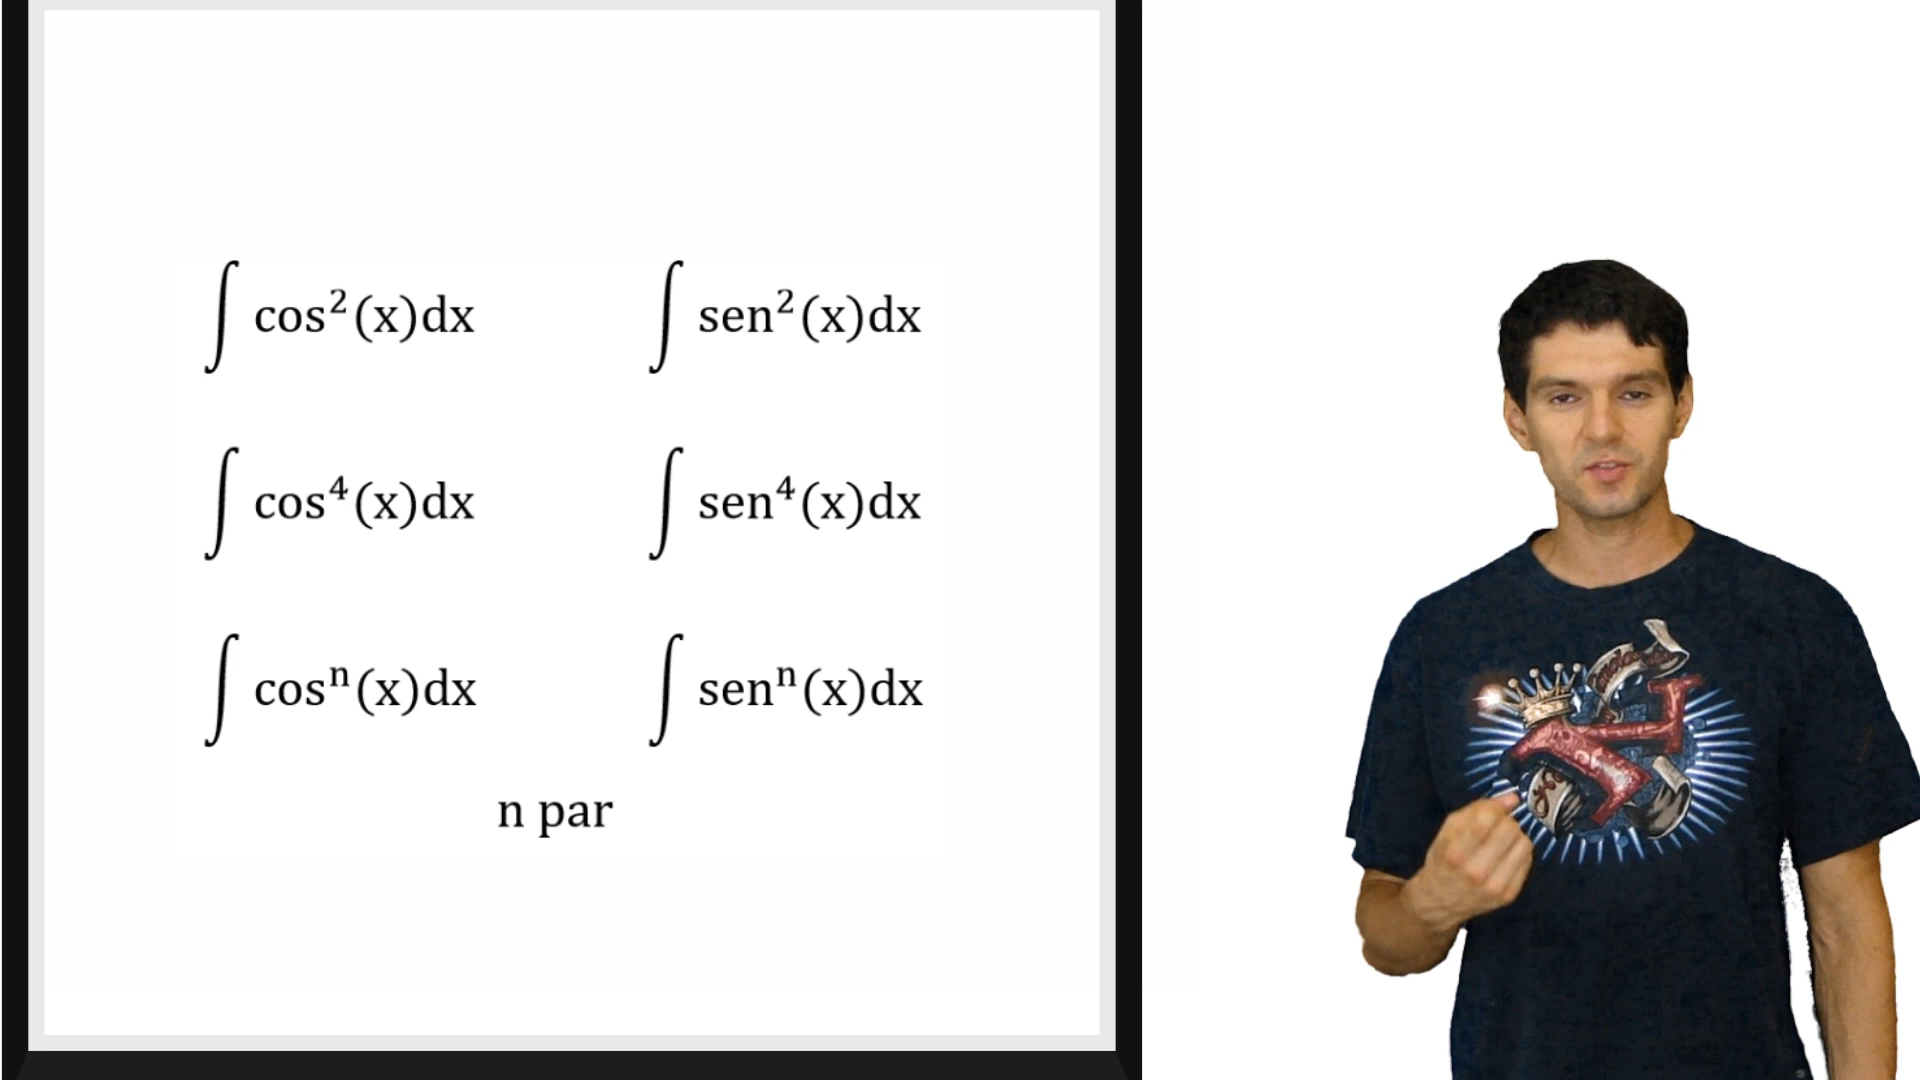 ∫ cos²(x)dx ∫ sen²(x)dx
∫ cos⁴(x)dx ∫ sen⁴(x)dx
∫ cosⁿ(x)dx ∫ senⁿ(x)dx
n par